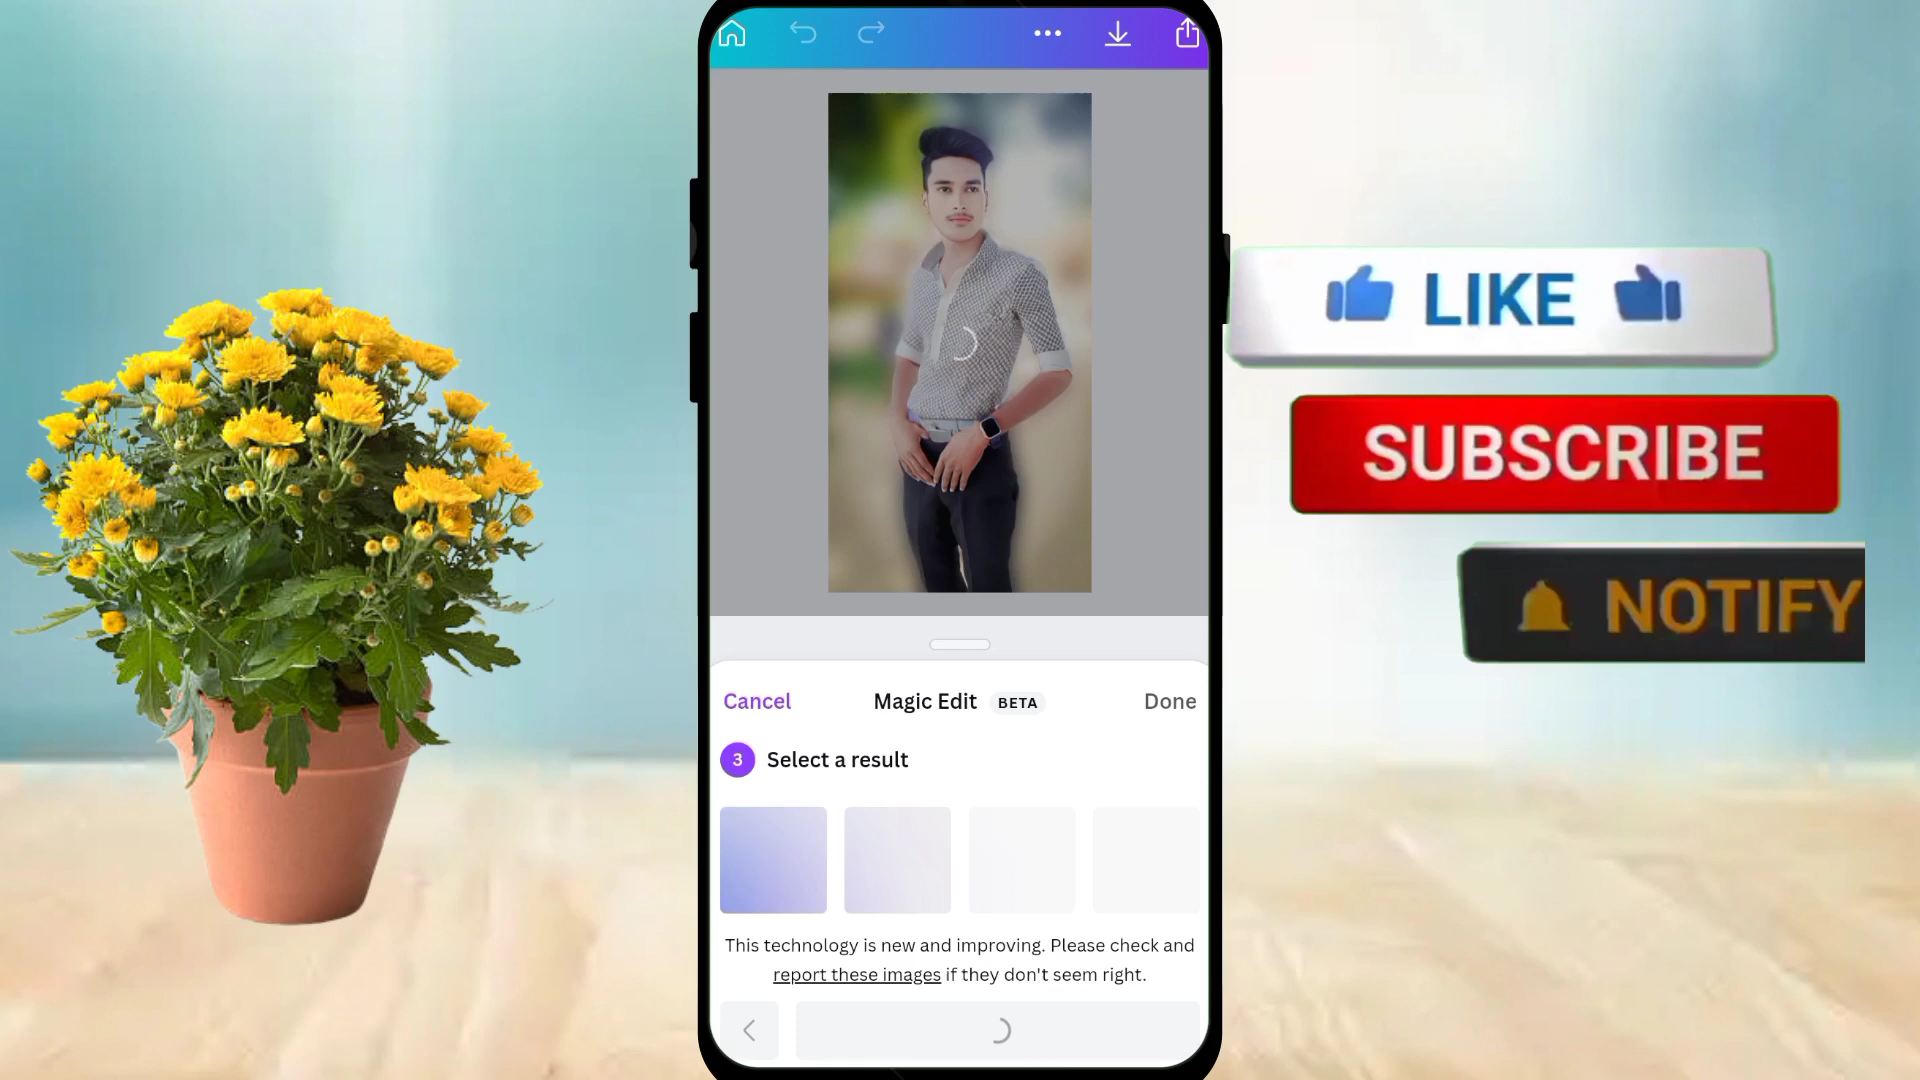 LIKE
SUBSCRIBE
NOTIFY
Cancel
Magic Edit BETA
Done
3 Select a result
This technology is new and improving. Please check and
report these images if they don't seem right.